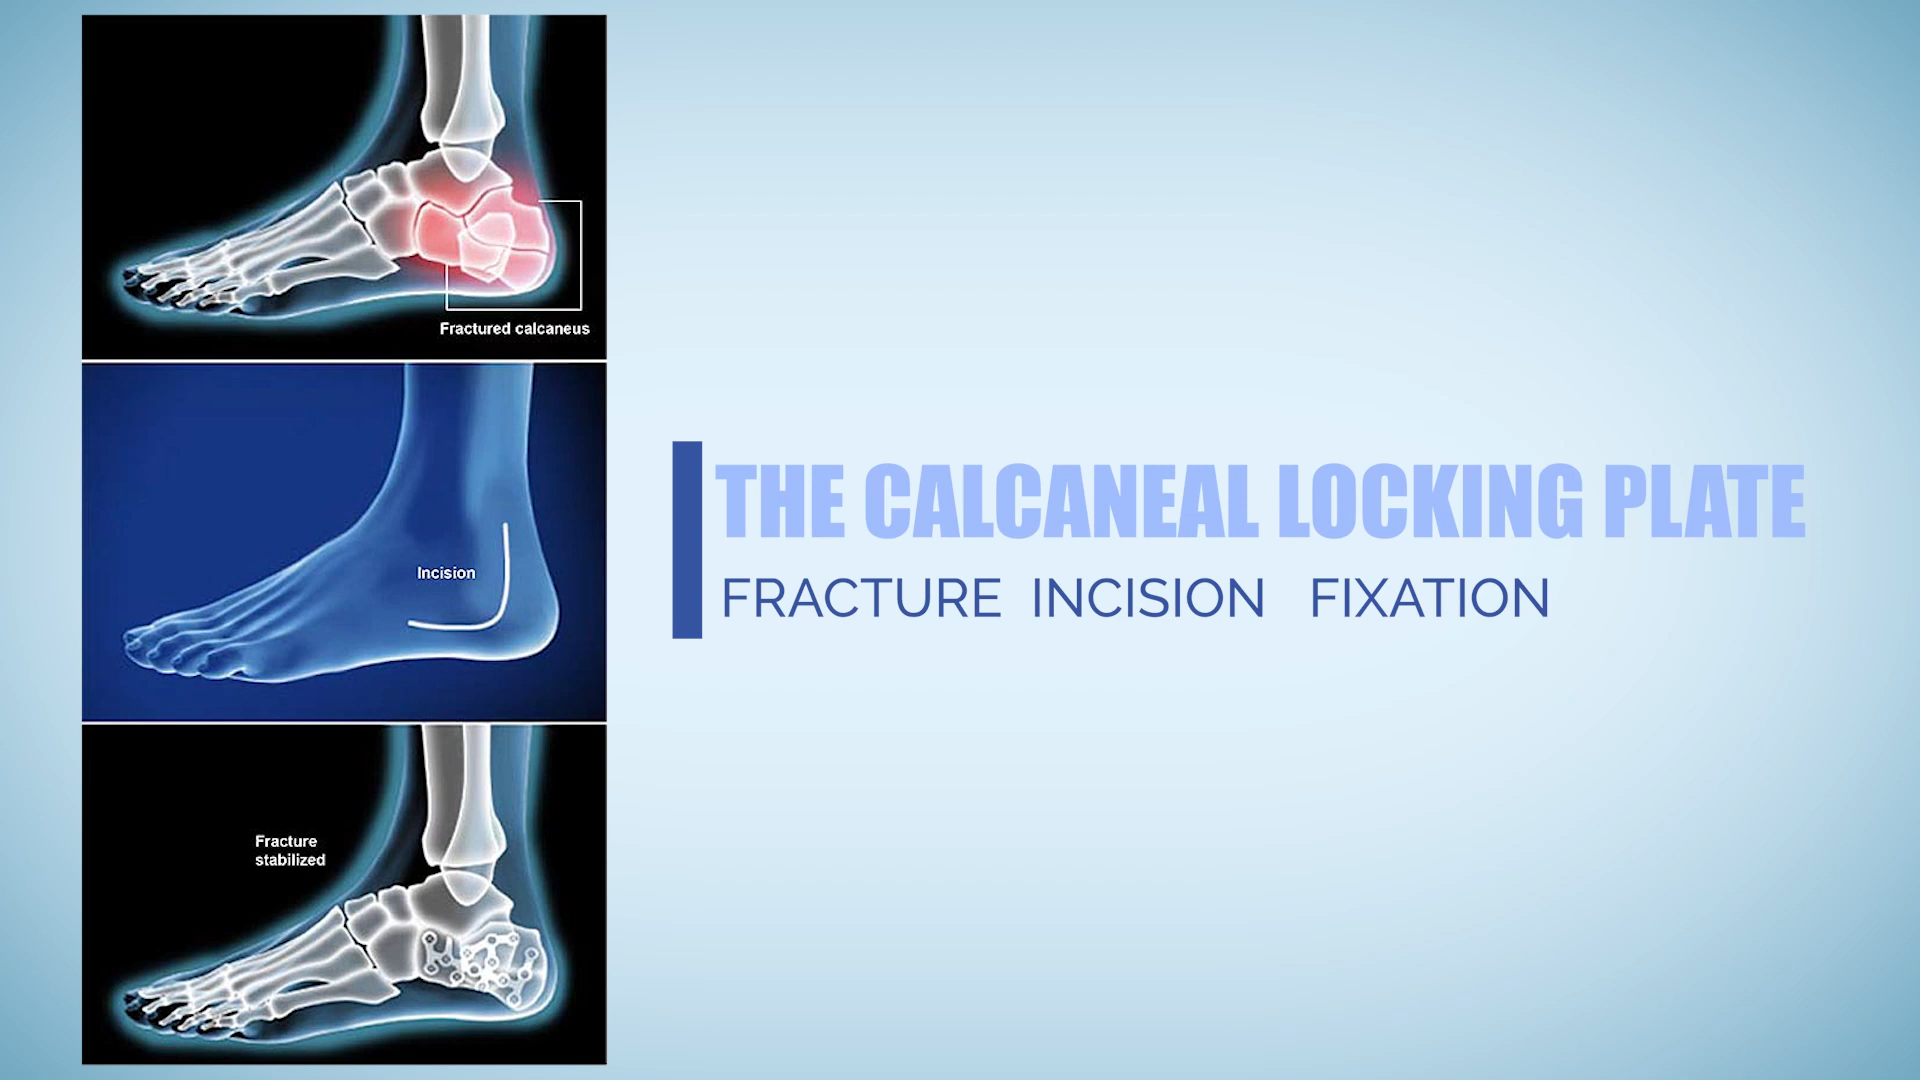 Fractured calcaneus
Incision
Fracture
stabilized
THE CALCANEAL LOCKING PLATE
FRACTURE INCISION FIXATION